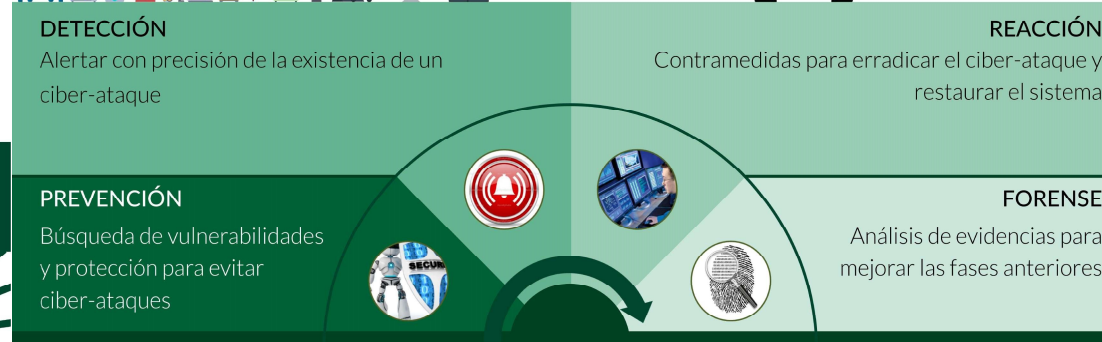 DETECCIÓN
Alertar con precisión de la existencia de un
ciber-ataque
REACCIÓN
Contramedidas para erradicar el ciber-ataque y
restaurar el sistema
PREVENCIÓN
Búsqueda de vulnerabilidades
y protección para evitar
ciber-ataques
FORENSE
Análisis de evidencias para
mejorar las fases anteriores